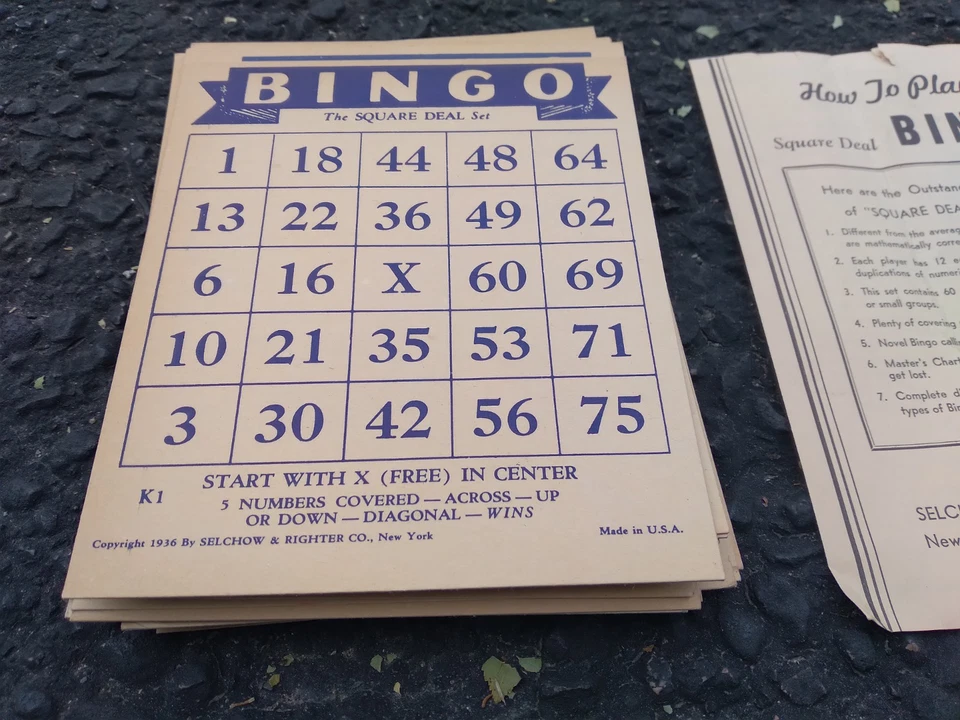 BINGO
The SQUARE DEAL Set
1 18 44 48 64
13 22 36 49 62
6 16 X 60 69
10 21 35 53 71
3 30 42 56 75
START WITH X (FREE) IN CENTER
K1
5 NUMBERS COVERED — ACROSS — UP
OR DOWN — DIAGONAL — WINS
Copyright 1936 By SELCHOW & RIGHTER CO., New York
Made in U.S.A.
How To Pla
Square Deal BIN
Here are the Outstan
of "SQUARE DEA
1. Different from the averag
are mathematically corre
2. Each player has 12 e
duplications of numer
3. This set contains 60
or small groups.
4. Plenty of covering
5. Novel Bingo calli
6. Master's Chart
get lost.
7. Complete d
types of Bin
SELCH
New